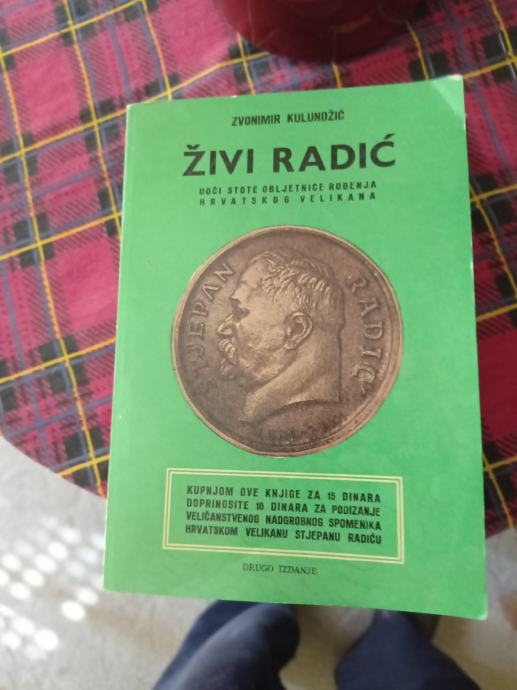 ZVONIMIR KULUNDŽIĆ
ŽIVI RADIĆ
UOČI STOTE OBLJETNICE ROĐENJA
HRVATSKOG VELIKANA
STJEPAN RADIĆ
KUPNJOM OVE KNJIGE ZA 15 DINARA
DOPRINOSITE 10 DINARA ZA PODIZANJE
VELIČANSTVENOG NADGROBNOG SPOMENIKA
HRVATSKOM VELIKANU STJEPANU RADIĆU
DRUGO IZDANJE